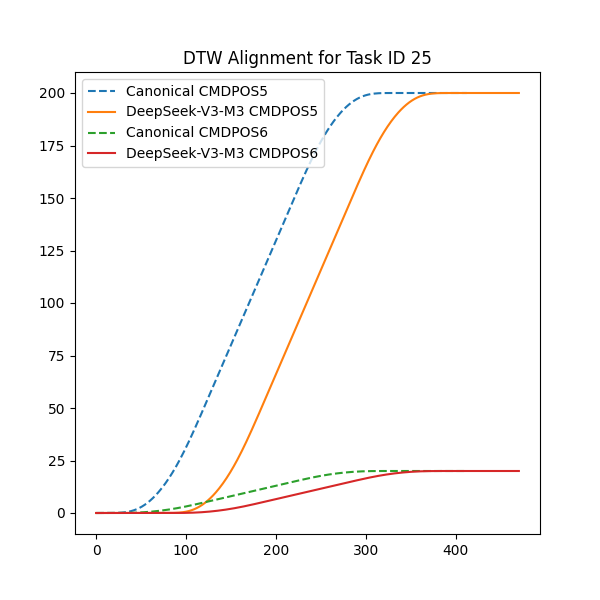 DTW Alignment for Task ID 25
Canonical CMDPOS5
DeepSeek-V3-M3 CMDPOS5
Canonical CMDPOS6
DeepSeek-V3-M3 CMDPOS6
200
175
150
125
100
75
50
25
0
0 100 200 300 400